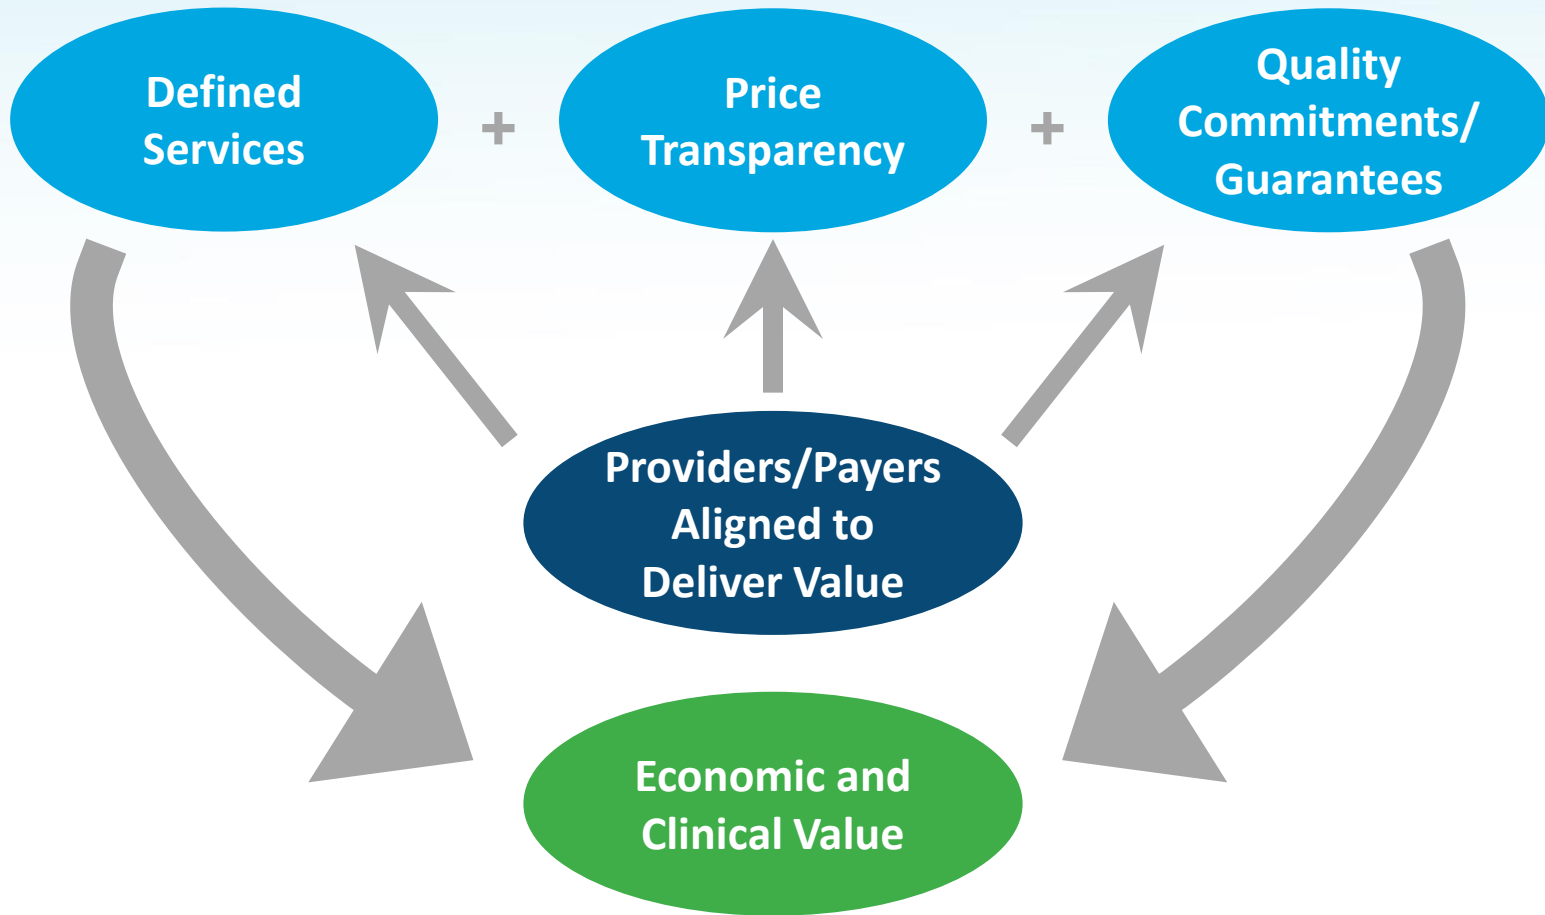 Defined
Services
+
Price
Transparency
+
Quality
Commitments/
Guarantees
Providers/Payers
Aligned to
Deliver Value
Economic and
Clinical Value